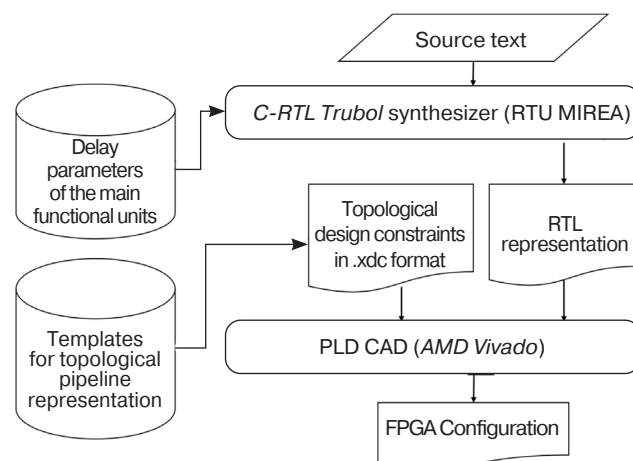 Source text
C-RTL Trubol synthesizer (RTU MIREA)
Delay
parameters
of the main
functional units
Topological
design constraints
in .xdc format
RTL
representation
Templates
for topological
pipeline
representation
PLD CAD (AMD Vivado)
FPGA Configuration